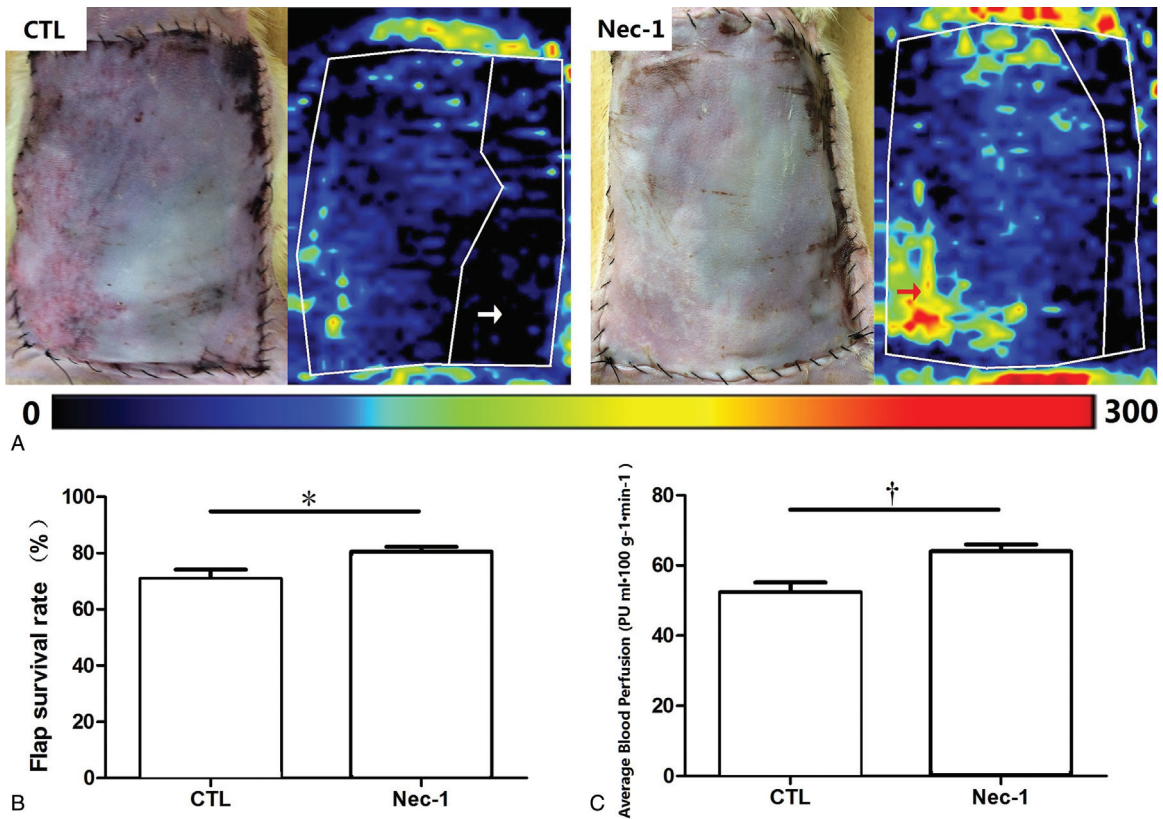 CTL
Nec-1
0
300
A
100
80
60
40
20
0
Flap survival rate（%）
*
CTL
Nec-1
B
80
60
40
20
0
Average Blood Perfusion (PU ml•100 g-1•min-1 )
†
CTL
Nec-1
C